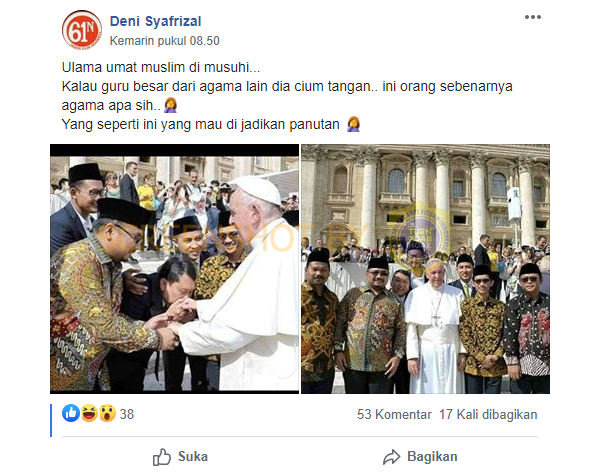 61N
Deni Syafrizal
Kemarin pukul 08.50
Ulama umat muslim di musuhi...
Kalau guru besar dari agama lain dia cium tangan.. ini orang sebenarnya
agama apa sih..🤦‍♀️
Yang seperti ini yang mau di jadikan panutan 🤦‍♀️
TURN
BACK
38
53 Komentar 17 Kali dibagikan
Suka
Bagikan